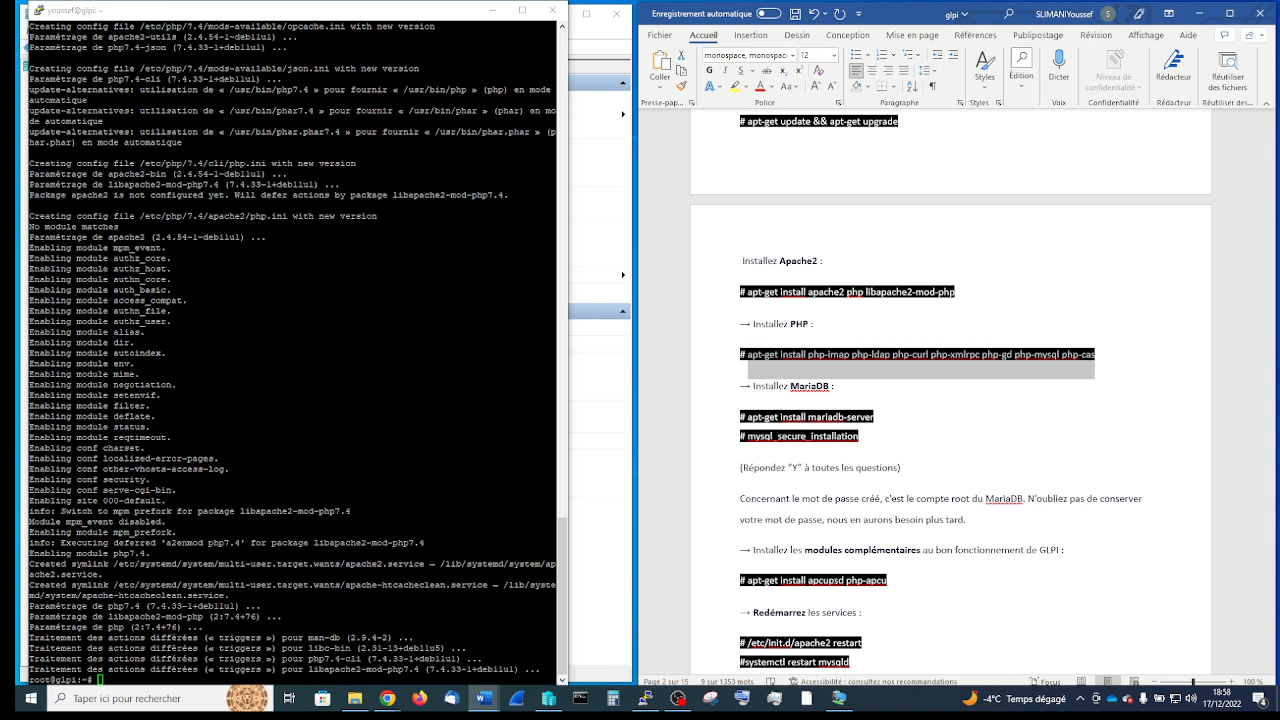 youssef@glpi: ~
Creating config file /etc/php/7.4/mods-available/opcache.ini with new version
Paramétrage de apache2-utils (2.4.54-1~deb11u1) ...
Paramétrage de php7.4-json (7.4.33-1+deb11u1) ...
Creating config file /etc/php/7.4/mods-available/json.ini with new version
Paramétrage de php7.4-cli (7.4.33-1+deb11u1) ...
update-alternatives: utilisation de « /usr/bin/php7.4 » pour fournir « /usr/bin/php » (php) en mode
automatique
update-alternatives: utilisation de « /usr/bin/phar7.4 » pour fournir « /usr/bin/phar » (phar) en mo
de automatique
update-alternatives: utilisation de « /usr/bin/phar.phar7.4 » pour fournir « /usr/bin/phar.phar » (p
har.phar) en mode automatique
Creating config file /etc/php/7.4/cli/php.ini with new version
Paramétrage de apache2-bin (2.4.54-1~deb11u1) ...
Paramétrage de libapache2-mod-php7.4 (7.4.33-1+deb11u1) ...
Package apache2 is not configured yet. Will defer actions by package libapache2-mod-php7.4.
Creating config file /etc/php/7.4/apache2/php.ini with new version
No module matches
Paramétrage de apache2 (2.4.54-1~deb11u1) ...
Enabling module mpm_event.
Enabling module authz_core.
Enabling module authz_host.
Enabling module authn_core.
Enabling module auth_basic.
Enabling module access_compat.
Enabling module authn_file.
Enabling module authz_user.
Enabling module alias.
Enabling module dir.
Enabling module autoindex.
Enabling module env.
Enabling module mime.
Enabling module negotiation.
Enabling module setenvif.
Enabling module filter.
Enabling module deflate.
Enabling module status.
Enabling module reqtimeout.
Enabling conf charset.
Enabling conf localized-error-pages.
Enabling conf other-vhosts-access-log.
Enabling conf security.
Enabling conf serve-cgi-bin.
Enabling site 000-default.
info: Switch to mpm prefork for package libapache2-mod-php7.4
Module mpm_event disabled.
Enabling module mpm_prefork.
info: Executing deferred 'a2enmod php7.4' for package libapache2-mod-php7.4
Enabling module php7.4.
Created symlink /etc/systemd/system/multi-user.target.wants/apache2.service → /lib/systemd/system/ap
ache2.service.
Created symlink /etc/systemd/system/multi-user.target.wants/apache-htcacheclean.service → /lib/syste
md/system/apache-htcacheclean.service.
Paramétrage de php7.4 (7.4.33-1+deb11u1) ...
Paramétrage de libapache2-mod-php (2:7.4+76) ...
Paramétrage de php (2:7.4+76) ...
Traitement des actions différées (« triggers ») pour man-db (2.9.4-2) ...
Traitement des actions différées (« triggers ») pour libc-bin (2.31-13+deb11u5) ...
Traitement des actions différées (« triggers ») pour php7.4-cli (7.4.33-1+deb11u1) ...
Traitement des actions différées (« triggers ») pour libapache2-mod-php7.4 (7.4.33-1+deb11u1) ...
root@glpi:~#
Enregistrement automatique glpi SLIMANIYoussef
Fichier Accueil Insertion Dessin Mises Référ Publi Révisi Afficl Aide
Coller monospace, monospac 12
G I S ab x₂ x² A
A A Aa A A
Styles Édition Dicter Niveau de confidentialité Rédacteur Réutiliser des fichiers
Presse-pap... Police Paragraphe Styles Voix Confidentialité Rédacteur Réutiliser des fi...
# apt-get update && apt-get upgrade
Installez Apache2 :
# apt-get install apache2 php libapache2-mod-php
→ Installez PHP :
# apt-get install php-imap php-ldap php-curl php-xmlrpc php-gd php-mysql php-cas
→ Installez MariaDB :
# apt-get install mariadb-server
# mysql_secure_installation
(Répondez "Y" à toutes les questions)
Concernant le mot de passe créé, c'est le compte root du MariaDB. N'oubliez pas de conserver
votre mot de passe, nous en aurons besoin plus tard.
→ Installez les modules complémentaires au bon fonctionnement de GLPI :
# apt-get install apcupsd php-apcu
→ Redémarrez les services :
# /etc/init.d/apache2 restart
#systemctl restart mysqld
Page 2 sur 15 9 sur 1353 mots Accessibilité : consultez nos recommandations Focus 100 %
Taper ici pour rechercher
-4°C Temps dégagé 17/12/2022